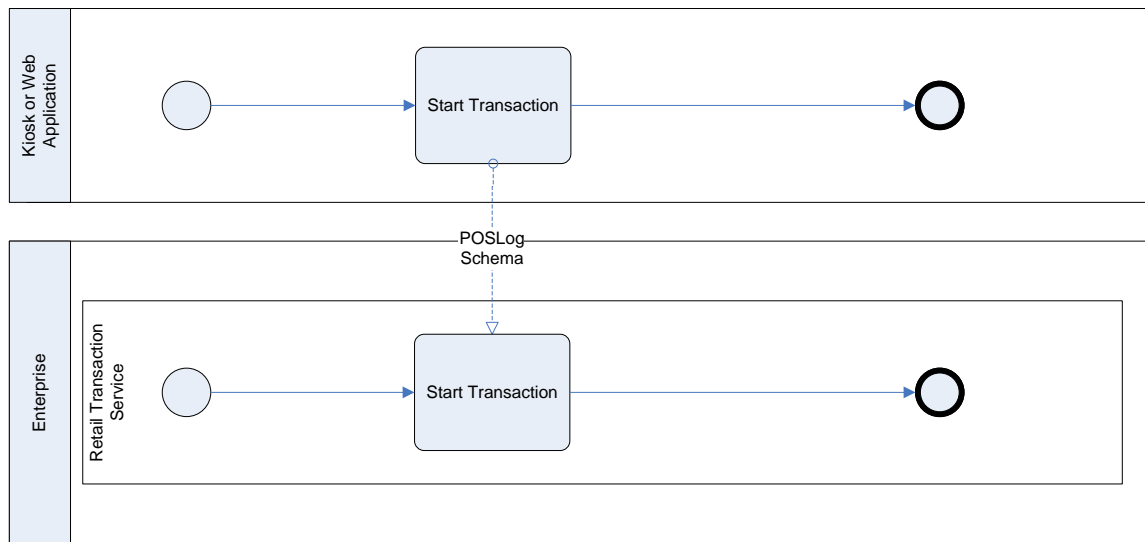 Kiosk or Web
Application
Start Transaction
POSLog
Schema
Enterprise
Retail Transaction
Service
Start Transaction